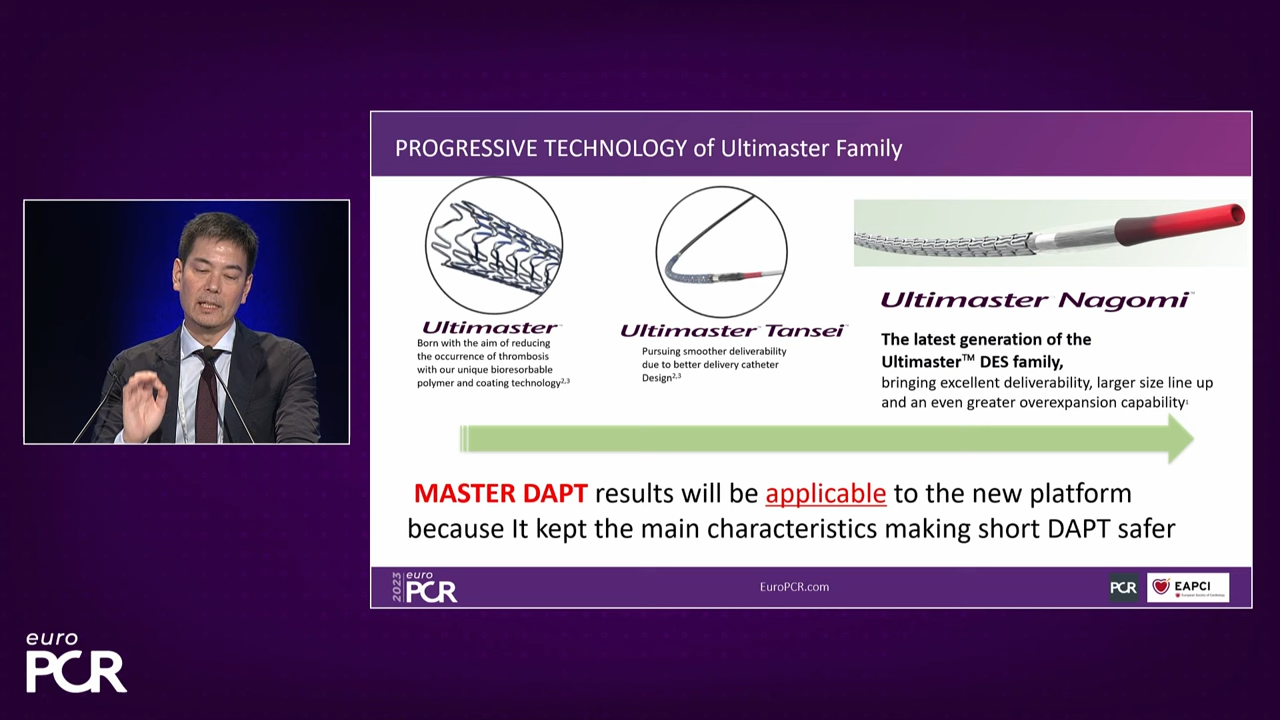 PROGRESSIVE TECHNOLOGY of Ultimaster Family
Ultimaster™
Born with the aim of reducing
the occurrence of thrombosis
with our unique bioresorbable
polymer and coating technology2,3
Ultimaster™ Tansei™
Pursuing smoother deliverability
due to better delivery catheter
Design2,3
Ultimaster Nagomi™
The latest generation of the
Ultimaster™ DES family,
bringing excellent deliverability, larger size line up
and an even greater overexpansion capability1
MASTER DAPT results will be applicable to the new platform
because It kept the main characteristics making short DAPT safer
2023 euro
PCR
EuroPCR.com
PCR
EAPCI
euro
PCR